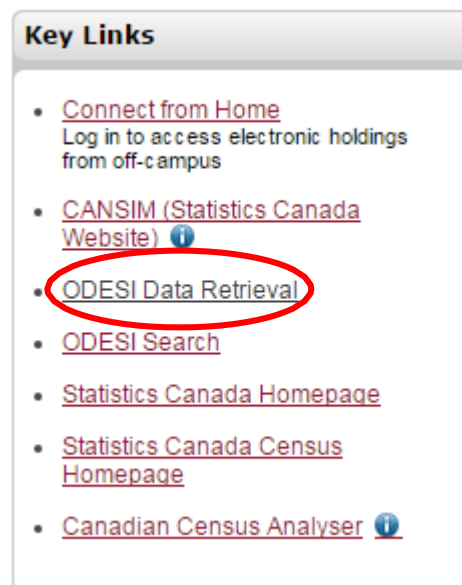 Key Links
Connect from Home
Log in to access electronic holdings
from off-campus
CANSIM (Statistics Canada
Website)
ODESI Data Retrieval
ODESI Search
Statistics Canada Homepage
Statistics Canada Census
Homepage
Canadian Census Analyser